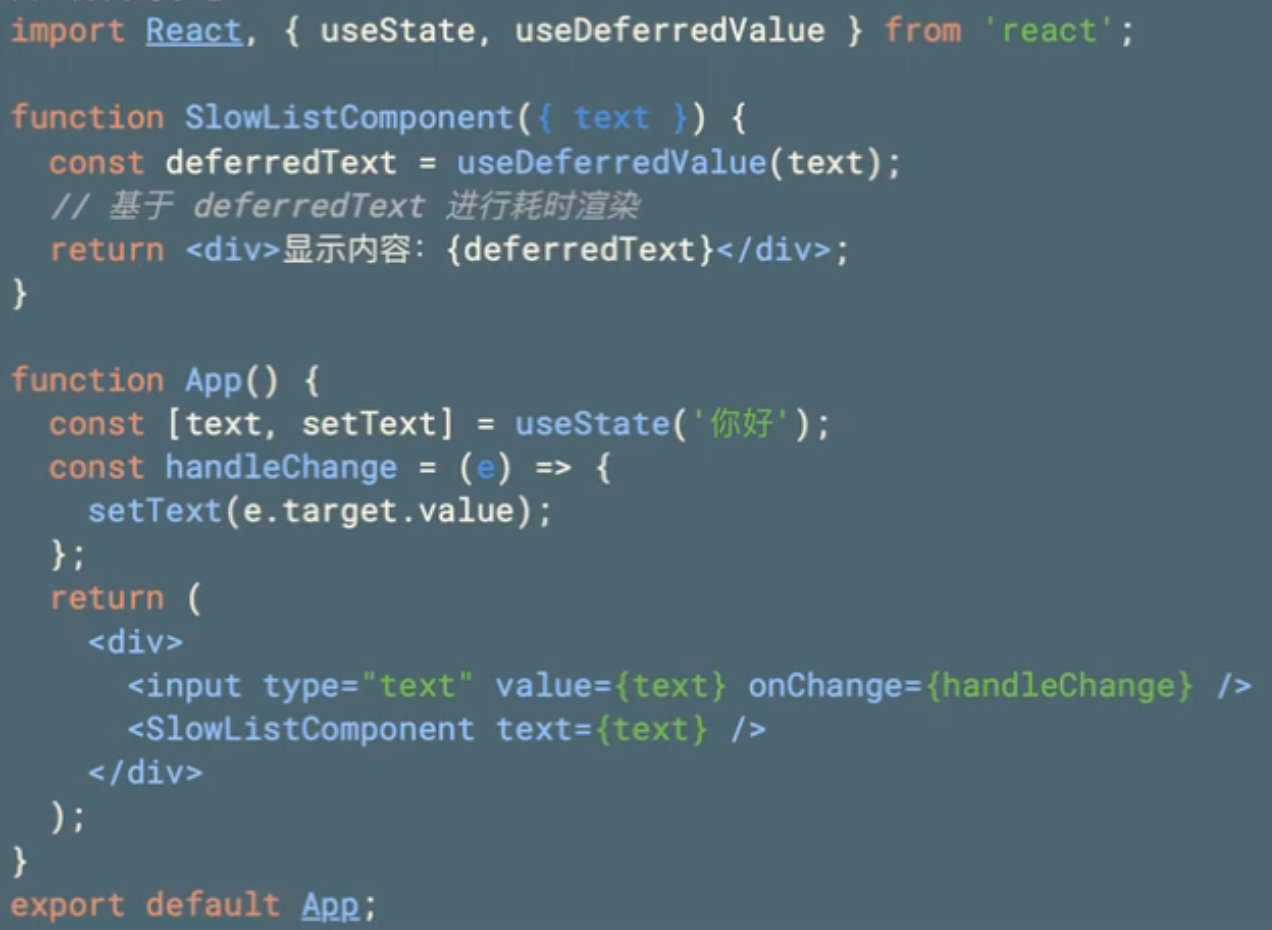 import React, { useState, useDeferredValue } from 'react';
function SlowListComponent({ text }) {
const deferredText = useDeferredValue(text);
// 基于 deferredText 进行耗时渲染
return <div>显示内容：{deferredText}</div>;
}
function App() {
const [text, setText] = useState('你好');
const handleChange = (e) => {
setText(e.target.value);
};
return (
<div>
<input type="text" value={text} onChange={handleChange} />
<SlowListComponent text={text} />
</div>
);
}
export default App;